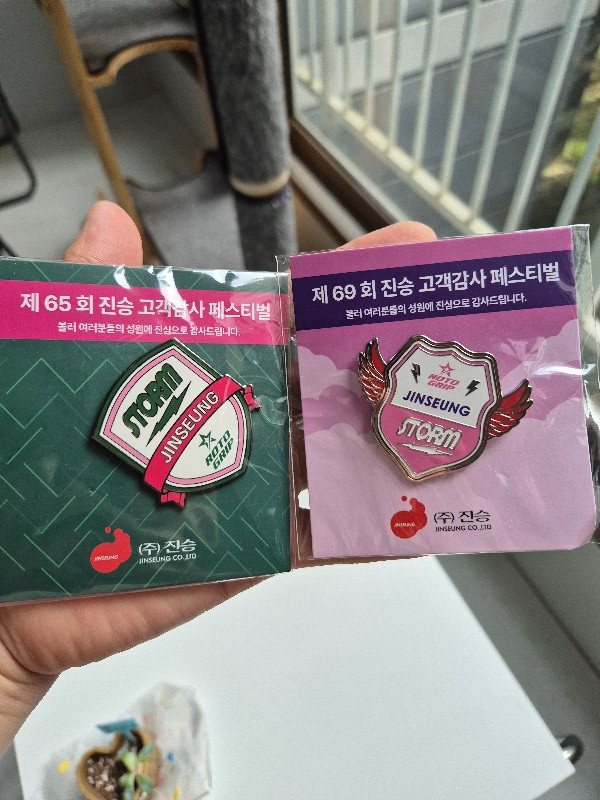 제 65 회 진승 고객감사 페스티벌
볼러 여러분들의 성원에 진심으로 감사드립니다.
STORM
JINSEUNG
ROTO
GRIP
JINSEUNG
(주) 진승
JINSEUNG CO.,LTD
제 69 회 진승 고객감사 페스티벌
볼러 여러분들의 성원에 진심으로 감사드립니다.
ROTO
GRIP
JINSEUNG
STORM
JINSEUNG
(주) 진승
JINSEUNG CO.,LTD